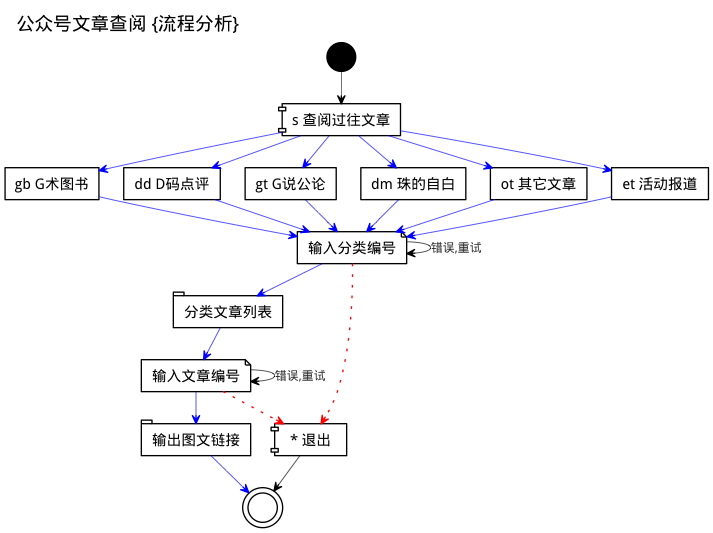 公众号文章查阅 {流程分析}
s 查阅过往文章
gb G术图书
dd D码点评
gt G说公论
dm 珠的自白
ot 其它文章
et 活动报道
输入分类编号
错误,重试
分类文章列表
输入文章编号
错误,重试
输出图文链接
* 退出